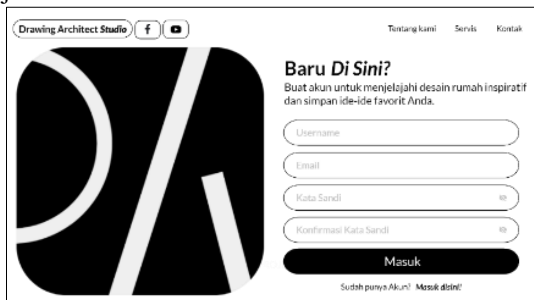 Drawing Architect Studio
Tentang kami
Servis
Kontak
Baru Di Sini?
Buat akun untuk menjelajahi desain rumah inspiratif
dan simpan ide-ide favorit Anda.
Username
Email
Kata Sandi
Konfirmasi Kata Sandi
Masuk
Sudah punya Akun? Masuk disini!